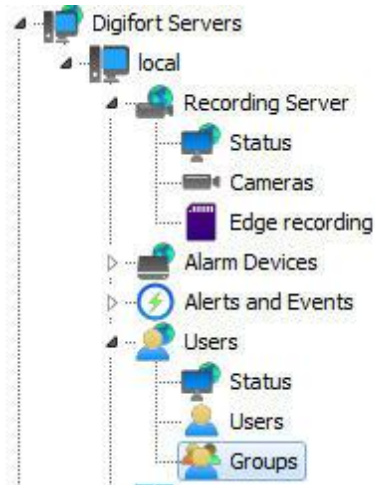 Digifort Servers
local
Recording Server
Status
Cameras
Edge recording
Alarm Devices
Alerts and Events
Users
Status
Users
Groups